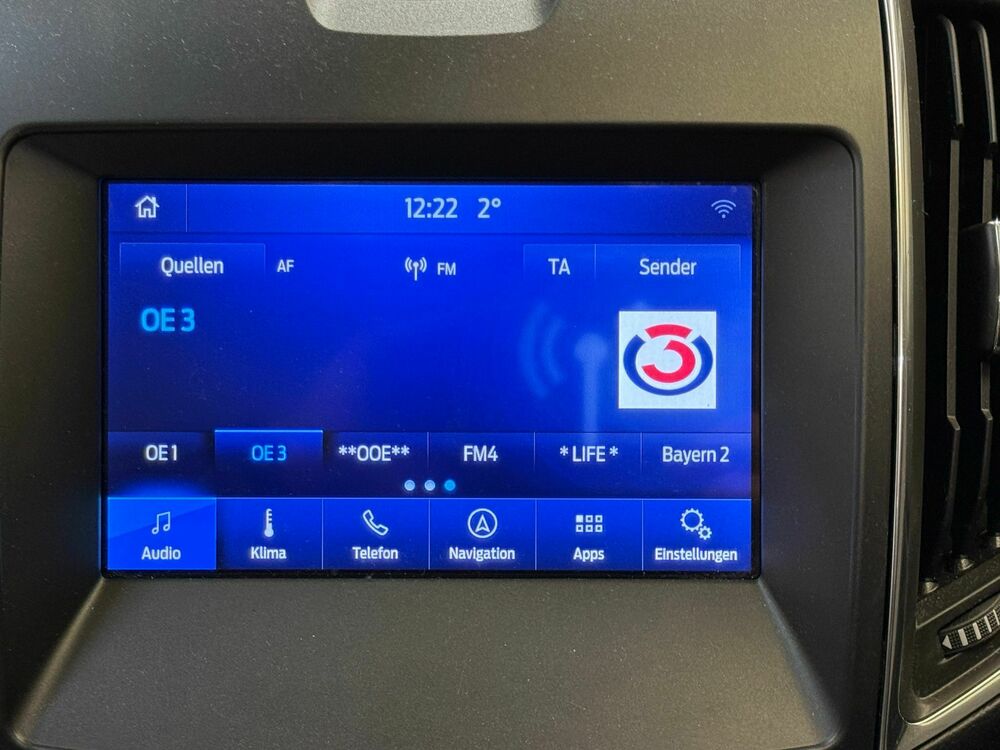 12:22 2°
Quellen AF FM TA Sender
OE 3
3
OE 1 OE 3 **OOE** FM4 *LIFE* Bayern 2
Audio Klima Telefon Navigation Apps Einstellungen